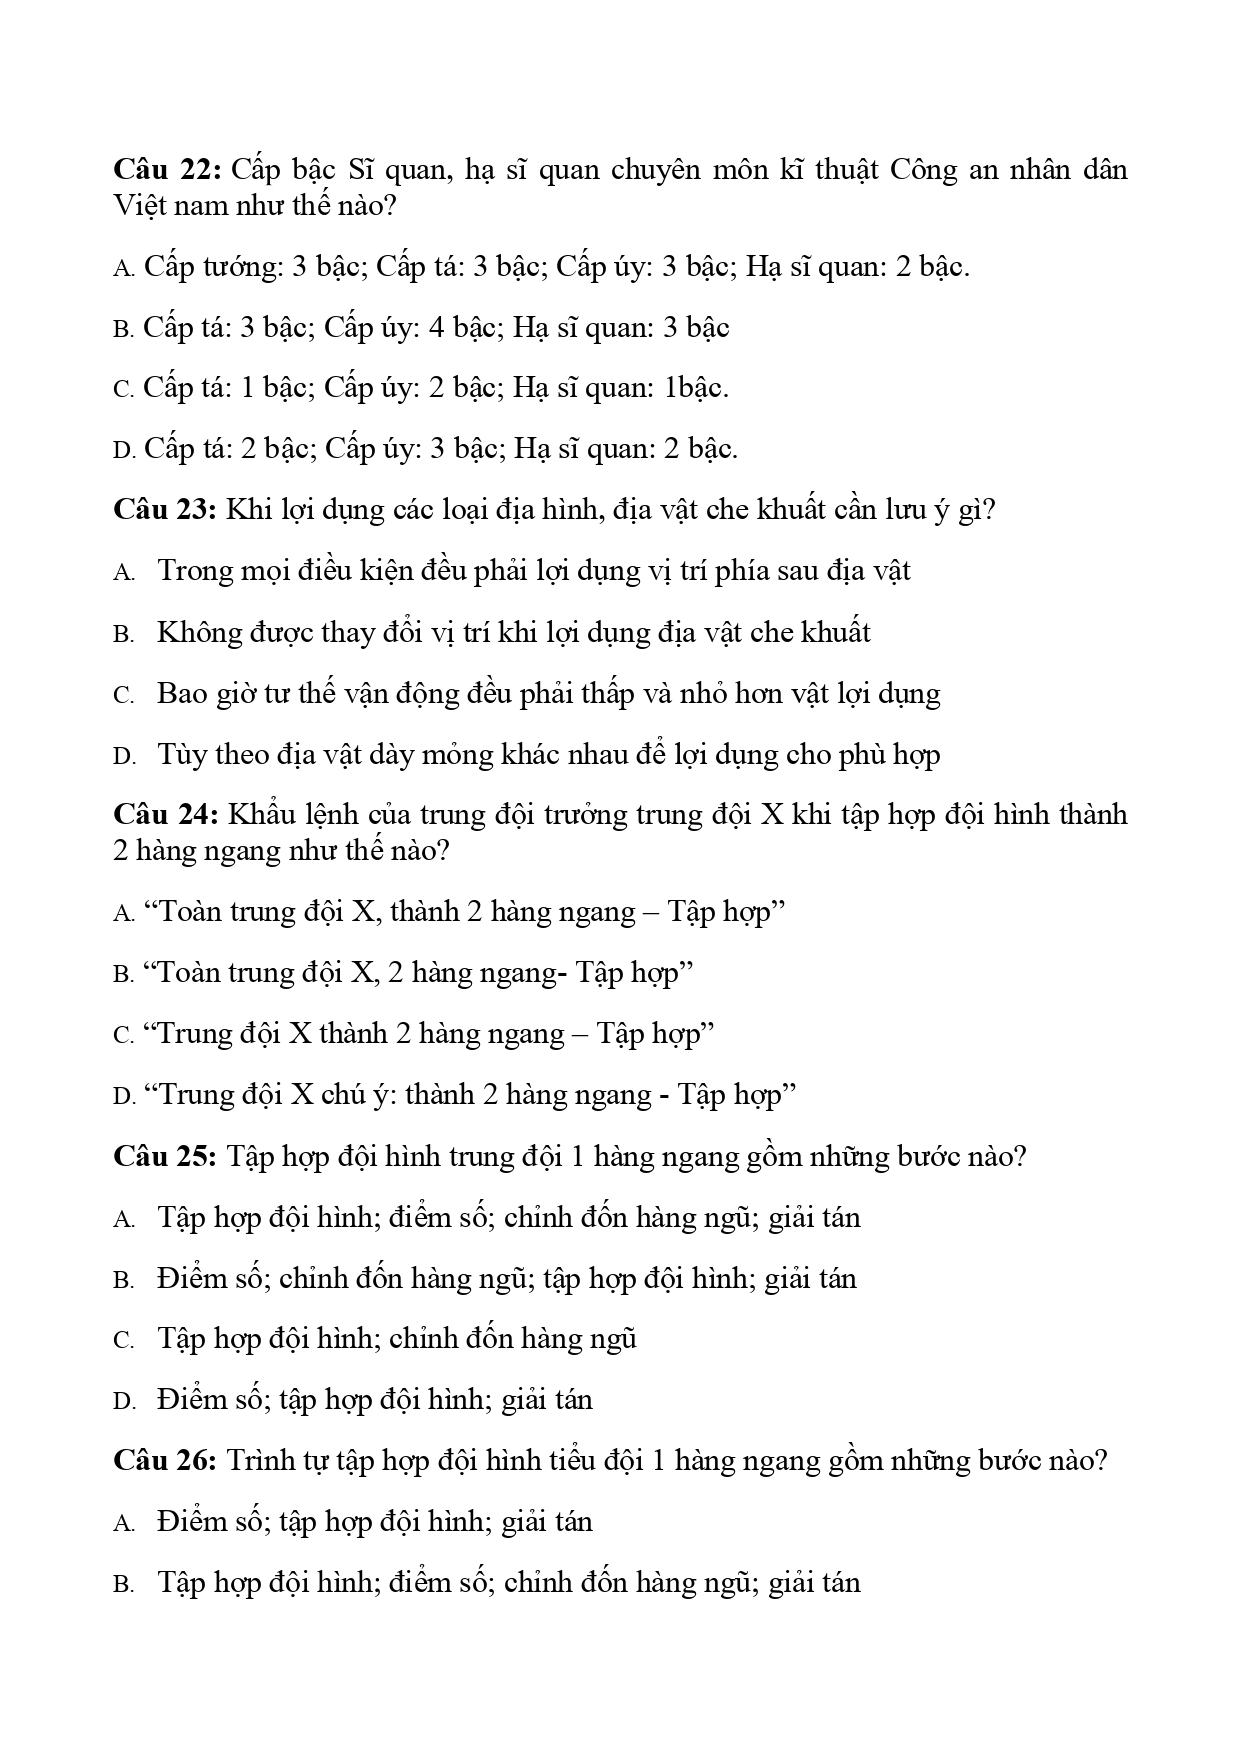 Câu 22: Cấp bậc Sĩ quan, hạ sĩ quan chuyên môn kĩ thuật Công an nhân dân
Việt nam như thế nào?
A. Cấp tướng: 3 bậc; Cấp tá: 3 bậc; Cấp úy: 3 bậc; Hạ sĩ quan: 2 bậc.
B. Cấp tá: 3 bậc; Cấp úy: 4 bậc; Hạ sĩ quan: 3 bậc
C. Cấp tá: 1 bậc; Cấp úy: 2 bậc; Hạ sĩ quan: 1bậc.
D. Cấp tá: 2 bậc; Cấp úy: 3 bậc; Hạ sĩ quan: 2 bậc.
Câu 23: Khi lợi dụng các loại địa hình, địa vật che khuất cần lưu ý gì?
A. Trong mọi điều kiện đều phải lợi dụng vị trí phía sau địa vật
B. Không được thay đổi vị trí khi lợi dụng địa vật che khuất
C. Bao giờ tư thế vận động đều phải thấp và nhỏ hơn vật lợi dụng
D. Tùy theo địa vật dày mỏng khác nhau để lợi dụng cho phù hợp
Câu 24: Khẩu lệnh của trung đội trưởng trung đội X khi tập hợp đội hình thành
2 hàng ngang như thế nào?
A. “Toàn trung đội X, thành 2 hàng ngang – Tập hợp”
B. “Toàn trung đội X, 2 hàng ngang- Tập hợp”
C. “Trung đội X thành 2 hàng ngang – Tập hợp”
D. “Trung đội X chú ý: thành 2 hàng ngang - Tập hợp”
Câu 25: Tập hợp đội hình trung đội 1 hàng ngang gồm những bước nào?
A. Tập hợp đội hình; điểm số; chỉnh đốn hàng ngũ; giải tán
B. Điểm số; chỉnh đốn hàng ngũ; tập hợp đội hình; giải tán
C. Tập hợp đội hình; chỉnh đốn hàng ngũ
D. Điểm số; tập hợp đội hình; giải tán
Câu 26: Trình tự tập hợp đội hình tiểu đội 1 hàng ngang gồm những bước nào?
A. Điểm số; tập hợp đội hình; giải tán
B. Tập hợp đội hình; điểm số; chỉnh đốn hàng ngũ; giải tán